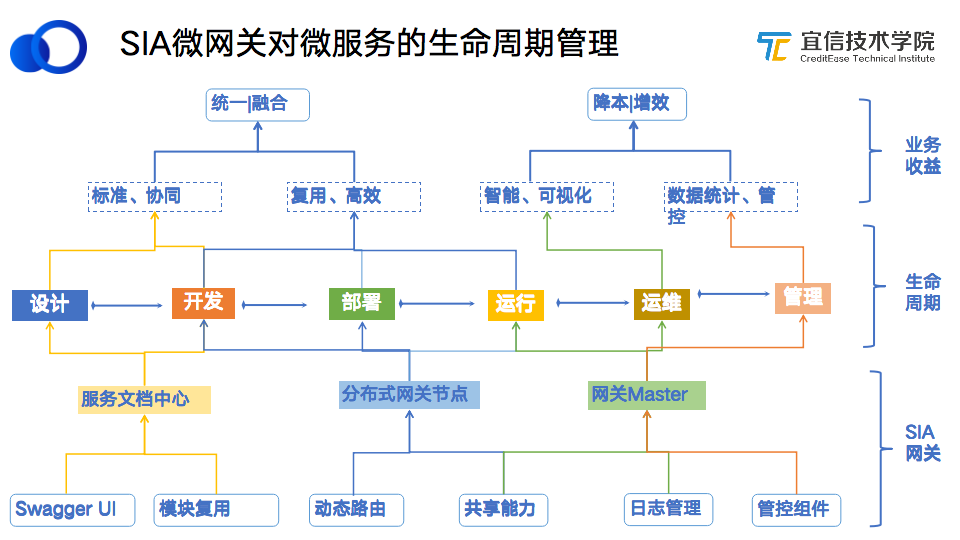 SIA微网关对微服务的生命周期管理
宜信技术学院
CreditEase Technical Institute
统一|融合
降本|增效
业务
收益
标准、协同
复用、高效
智能、可视化
数据统计、管
控
设计
开发
部署
运行
运维
管理
生命
周期
服务文档中心
分布式网关节点
网关Master
SIA
网关
Swagger UI
模块复用
动态路由
共享能力
日志管理
管控组件